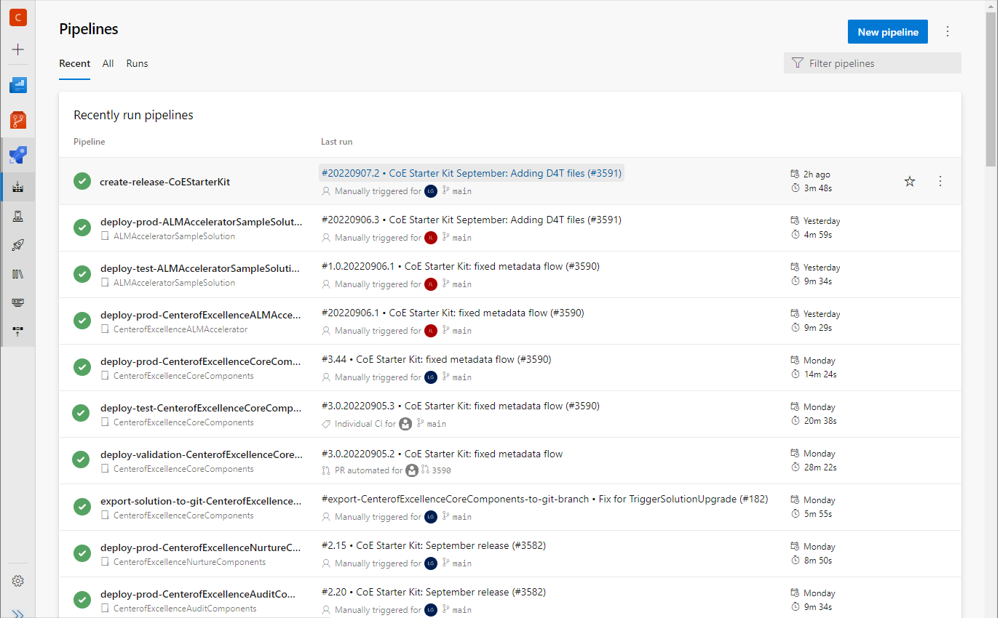 C
Pipelines
New pipeline
Recent All Runs
Filter pipelines
Recently run pipelines
Pipeline Last run
create-release-CoEStarterKit
#20220907.2 • CoE Starter Kit September: Adding D4T files (#3591)
Manually triggered for LG main
2h ago
3m 48s
deploy-prod-ALMAcceleratorSampleSolut...
ALMAcceleratorSampleSolution
#20220906.3 • CoE Starter Kit September: Adding D4T files (#3591)
Manually triggered for JL main
Yesterday
4m 59s
deploy-test-ALMAcceleratorSampleSoluti...
ALMAcceleratorSampleSolution
#1.0.20220906.1 • CoE Starter Kit: fixed metadata flow (#3590)
Manually triggered for JL main
Yesterday
9m 34s
deploy-prod-CenterofExcellenceALMAcce...
CenterofExcellenceALMAccelerator
#20220906.1 • CoE Starter Kit: fixed metadata flow (#3590)
Manually triggered for JL main
Yesterday
9m 29s
deploy-prod-CenterofExcellenceCoreCom...
CenterofExcellenceCoreComponents
#3.44 • CoE Starter Kit: fixed metadata flow (#3590)
Manually triggered for LG main
Monday
14m 24s
deploy-test-CenterofExcellenceCoreComp...
CenterofExcellenceCoreComponents
#3.0.20220905.3 • CoE Starter Kit: fixed metadata flow (#3590)
Individual CI for main
Monday
20m 38s
deploy-validation-CenterofExcellenceCore...
CenterofExcellenceCoreComponents
#3.0.20220905.2 • CoE Starter Kit: fixed metadata flow
PR automated for 3590
Monday
28m 22s
export-solution-to-git-CenterofExcellence...
CenterofExcellenceCoreComponents
#export-CenterofExcellenceCoreComponents-to-git-branch • Fix for TriggerSolutionUpgrade (#182)
Manually triggered for LG main
Monday
5m 55s
deploy-prod-CenterofExcellenceNurtureC...
CenterofExcellenceNurtureComponents
#2.15 • CoE Starter Kit: September release (#3582)
Manually triggered for LG main
Monday
8m 50s
deploy-prod-CenterofExcellenceAuditCo...
CenterofExcellenceAuditComponents
#2.20 • CoE Starter Kit: September release (#3582)
Manually triggered for LG main
Monday
9m 34s